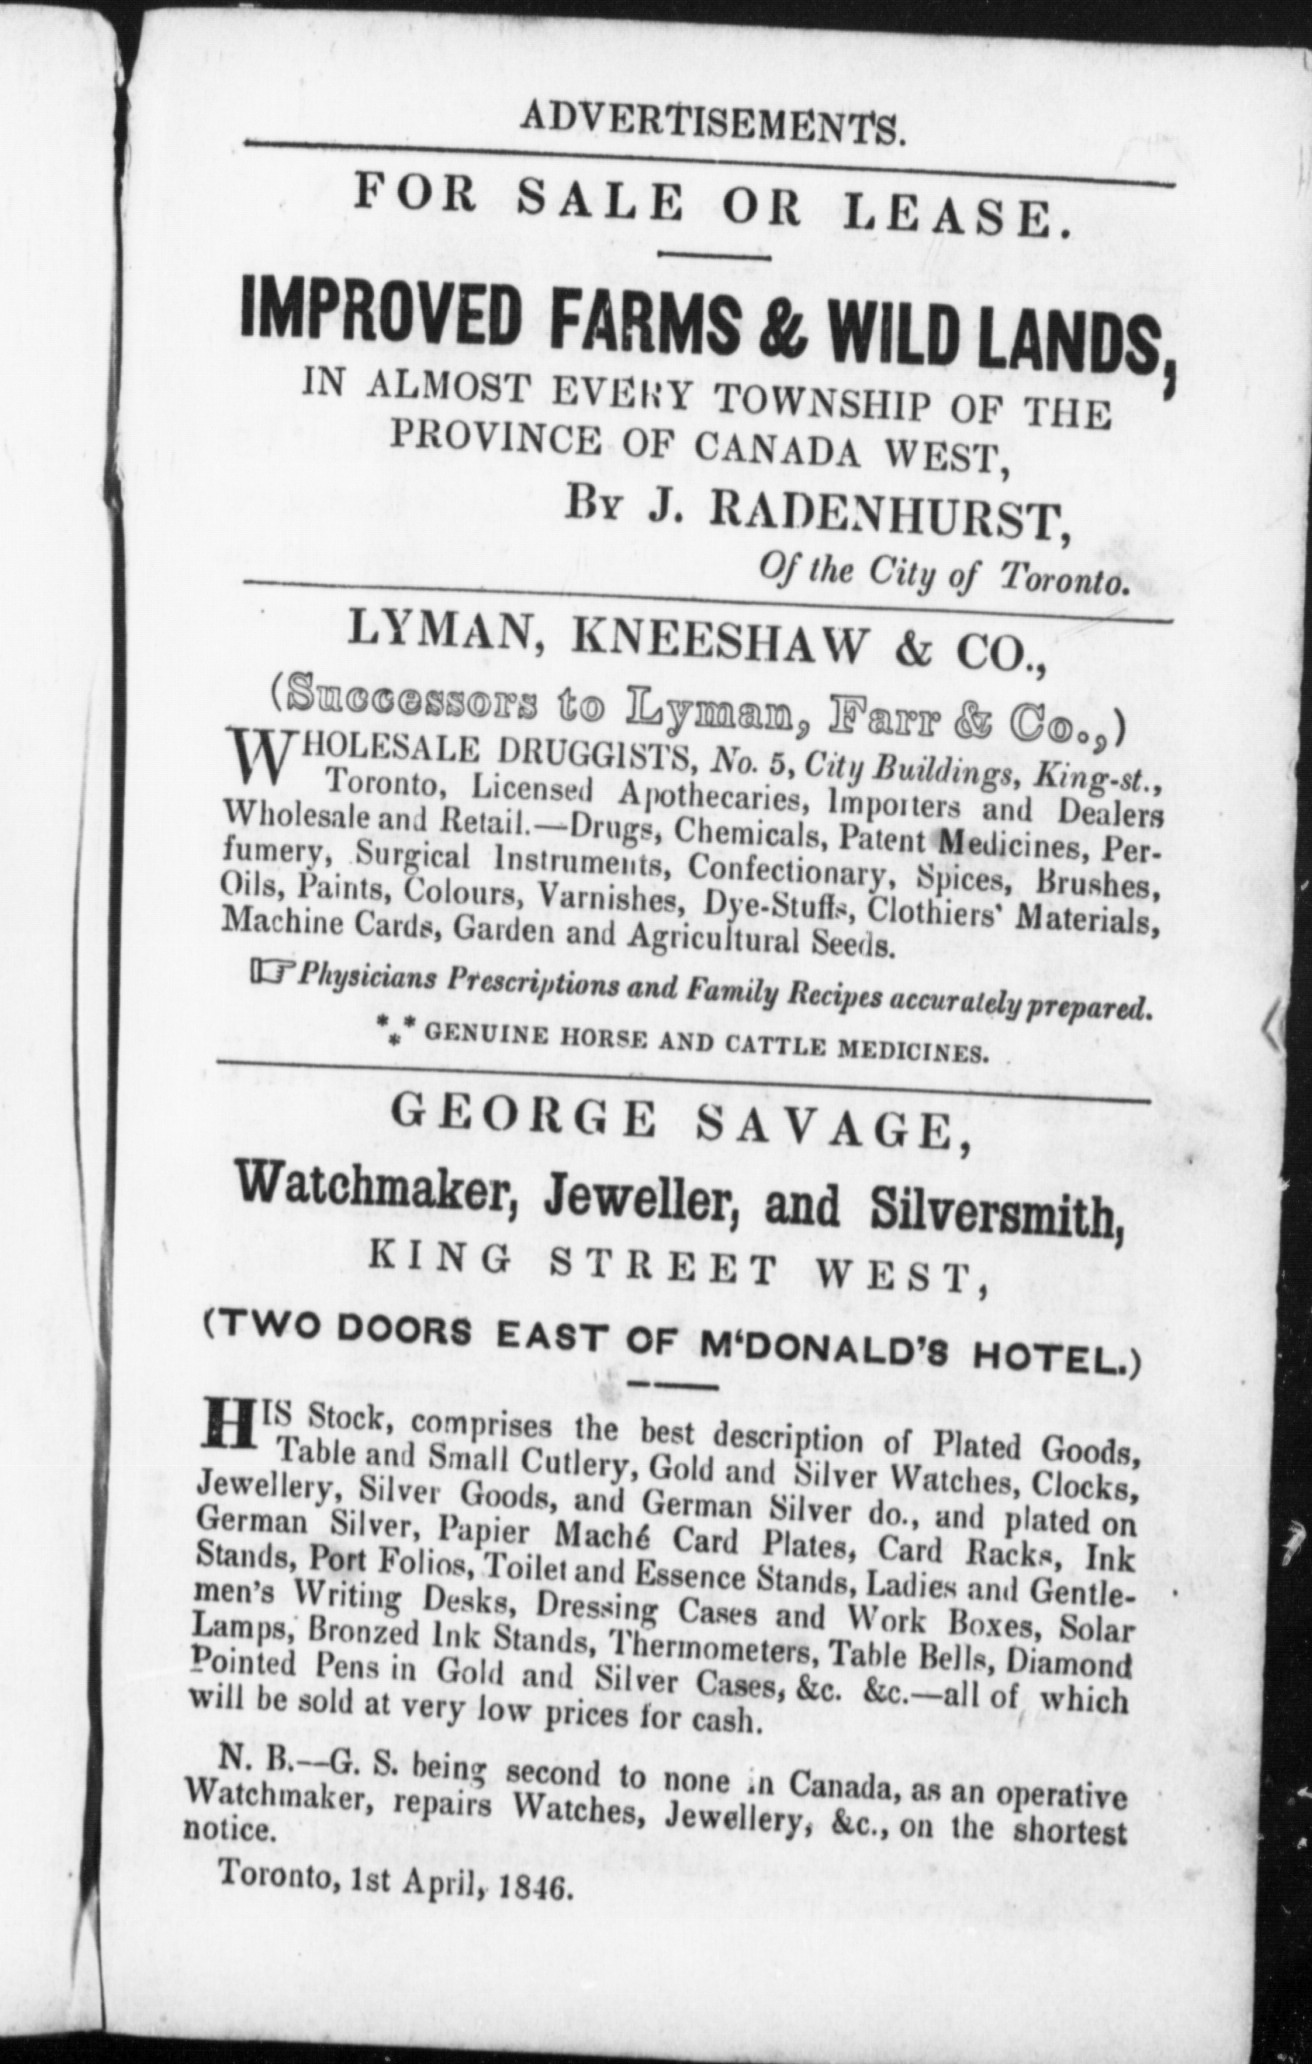 ADVERTISEMENTS.
FOR SALE OR LEASE.
IMPROVED FARMS & WILD LANDS,
IN ALMOST EVERY TOWNSHIP OF THE
PROVINCE OF CANADA WEST,
By J. RADENHURST,
Of the City of Toronto.
LYMAN, KNEESHAW & CO.,
(Successors to Lyman, Farr & Co.,)
WHOLESALE DRUGGISTS, No. 5, City Buildings, King-st.,
Toronto, Licensed Apothecaries, Importers and Dealers
Wholesale and Retail.—Drugs, Chemicals, Patent Medicines, Per-
fumery, Surgical Instruments, Confectionary, Spices, Brushes,
Oils, Paints, Colours, Varnishes, Dye-Stuffs, Clothiers' Materials,
Machine Cards, Garden and Agricultural Seeds.
☞ Physicians Prescriptions and Family Recipes accurately prepared.
*⁎* GENUINE HORSE AND CATTLE MEDICINES.
GEORGE SAVAGE,
Watchmaker, Jeweller, and Silversmith,
KING STREET WEST,
(TWO DOORS EAST OF M‘DONALD'S HOTEL.)
HIS Stock, comprises the best description of Plated Goods,
Table and Small Cutlery, Gold and Silver Watches, Clocks,
Jewellery, Silver Goods, and German Silver do., and plated on
German Silver, Papier Maché Card Plates, Card Racks, Ink
Stands, Port Folios, Toilet and Essence Stands, Ladies and Gentle-
men's Writing Desks, Dressing Cases and Work Boxes, Solar
Lamps, Bronzed Ink Stands, Thermometers, Table Bells, Diamond
Pointed Pens in Gold and Silver Cases, &c. &c.—all of which
will be sold at very low prices for cash.
N. B.—G. S. being second to none in Canada, as an operative
Watchmaker, repairs Watches, Jewellery, &c., on the shortest
notice.
Toronto, 1st April, 1846.